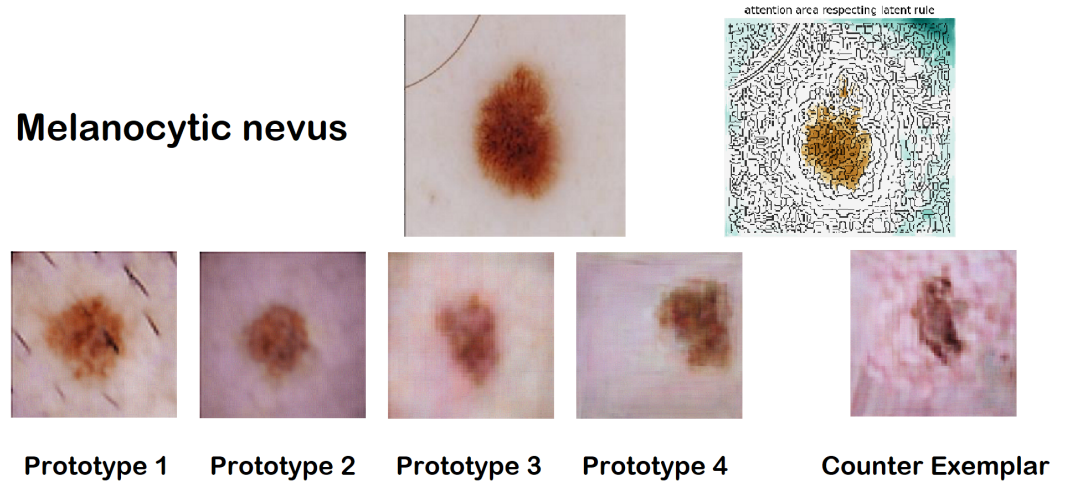 attention area respecting latent rule
Melanocytic nevus
Prototype 1
Prototype 2
Prototype 3
Prototype 4
Counter Exemplar